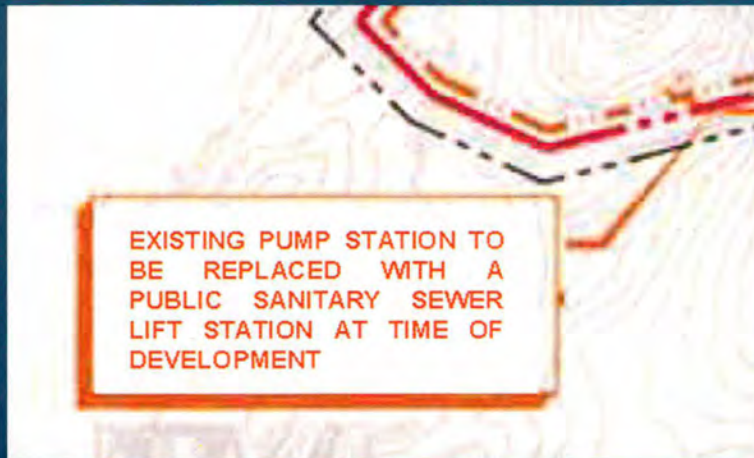 EXISTING PUMP STATION TO
BE REPLACED WITH A
PUBLIC SANITARY SEWER
LIFT STATION AT TIME OF
DEVELOPMENT